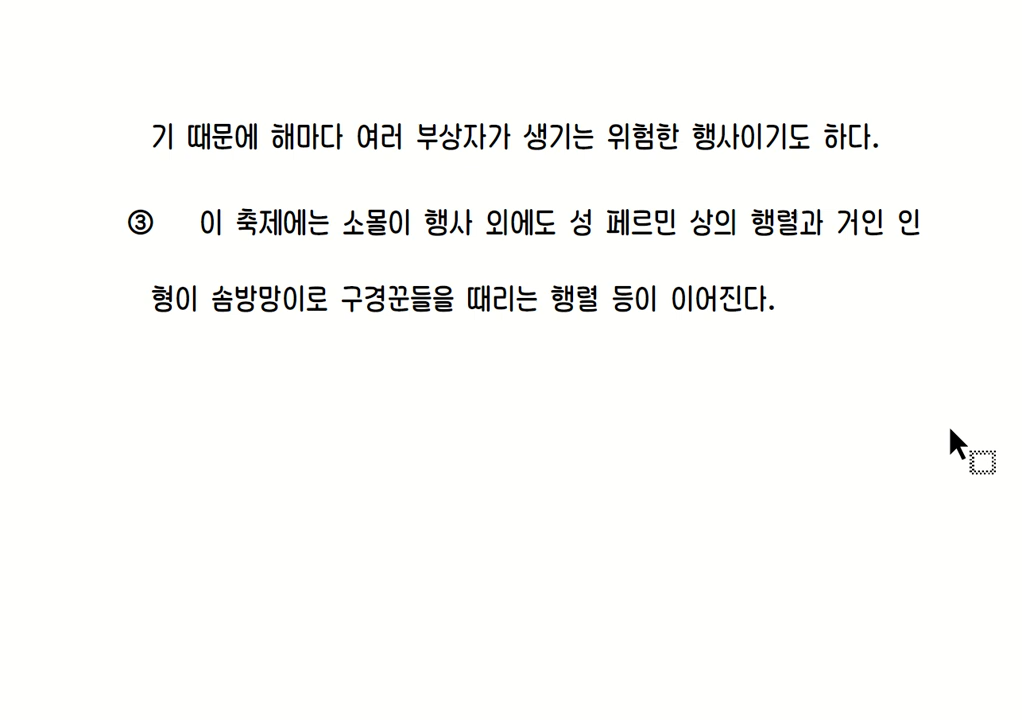 기 때문에 해마다 여러 부상자가 생기는 위험한 행사이기도 하다.
③ 이 축제에는 소몰이 행사 외에도 성 페르민 상의 행렬과 거인 인
형이 솜방망이로 구경꾼들을 때리는 행렬 등이 이어진다.